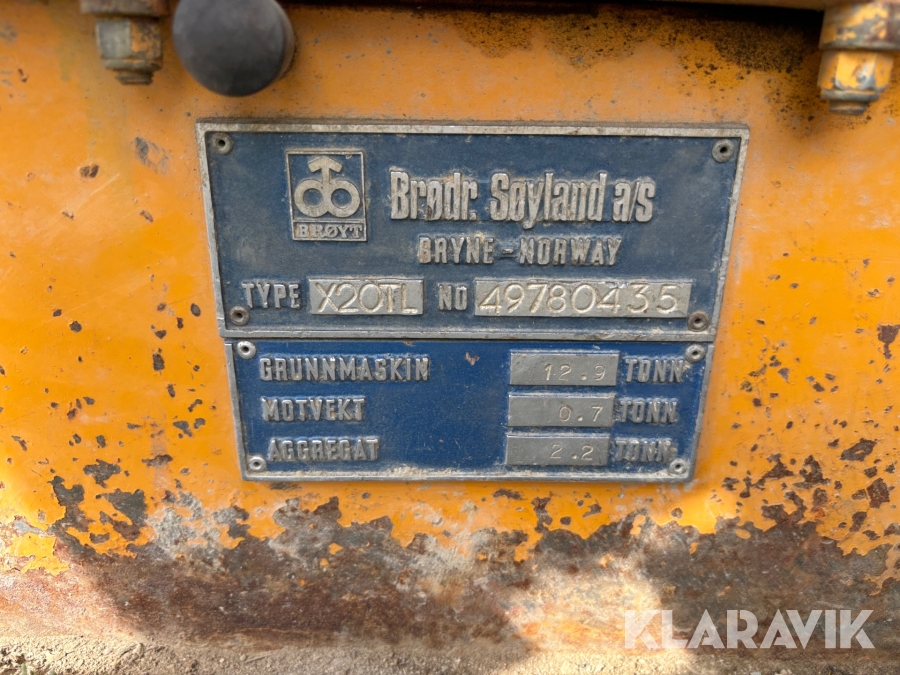 BRØYT
Brødr. Søyland a/s
BRYNE - NORWAY
TYPE X20TL NO 49780435
GRUNNMASKIN 12.9 TONN
MOTVEKT 0.7 TONN
AGGREGAT 2.2 TONN
KLARAVIK